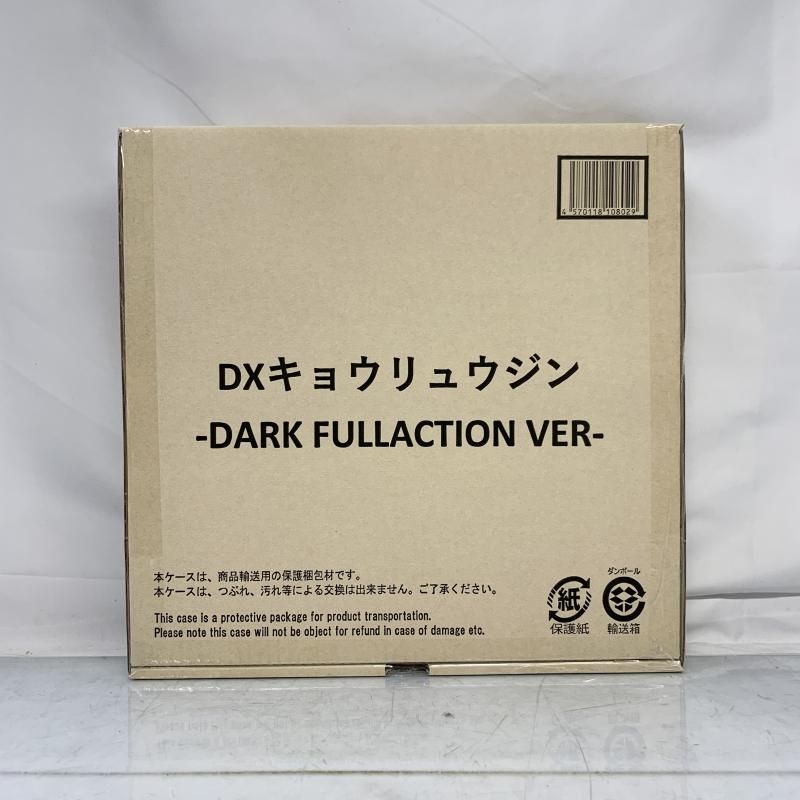 4 570118 108029
DXキョウリュウジン
-DARK FULLACTION VER-
本ケースは、商品輸送用の保護梱包材です。
本ケースは、つぶれ、汚れ等による交換は出来ません。ご了承ください。
This case is a protective package for product transportation.
Please note this case will not be object for refund in case of damage etc.
紙
保護紙
ダンボール
輸送箱